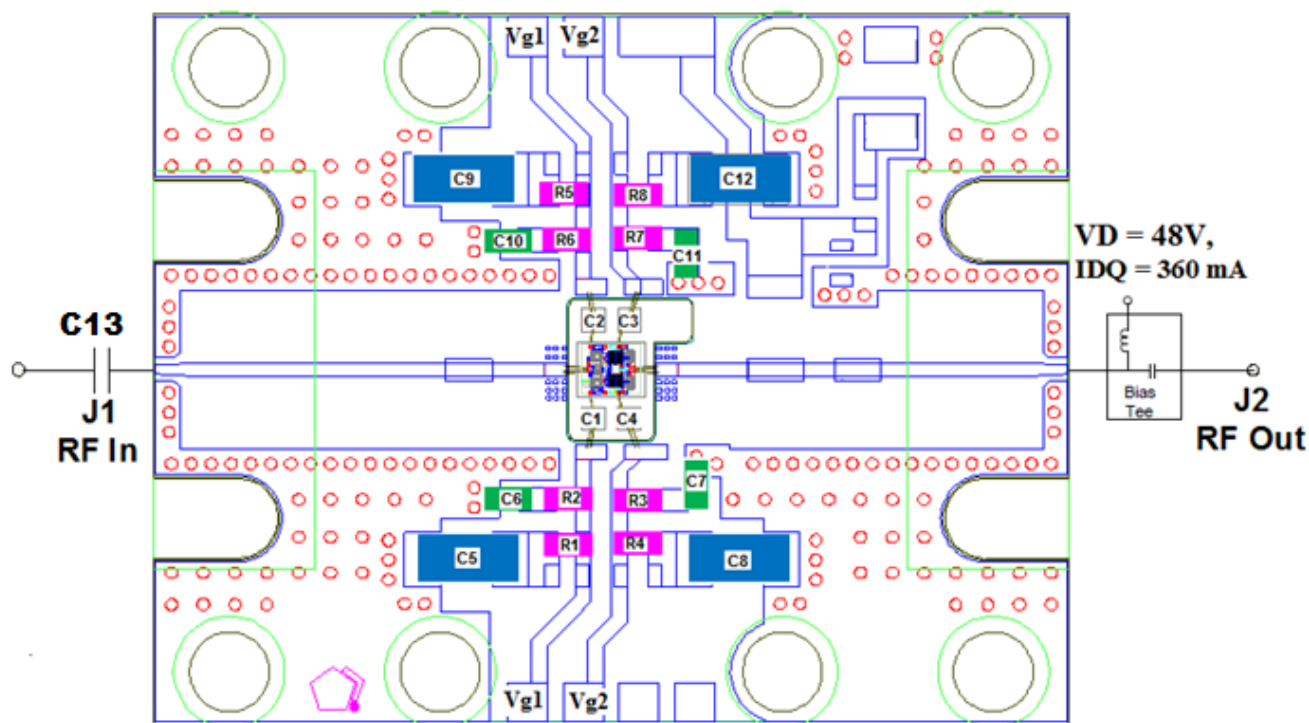 Vg1 Vg2
C9 C12
R5 R8
C10 R6 R7 C11
VD = 48V,
IDQ = 360 mA
C2 C3
C13
J1
RF In
C1 C4
Bias
Tee
J2
RF Out
C6 R2 R3 C7
C5 R1 R4 C8
Vg1 Vg2